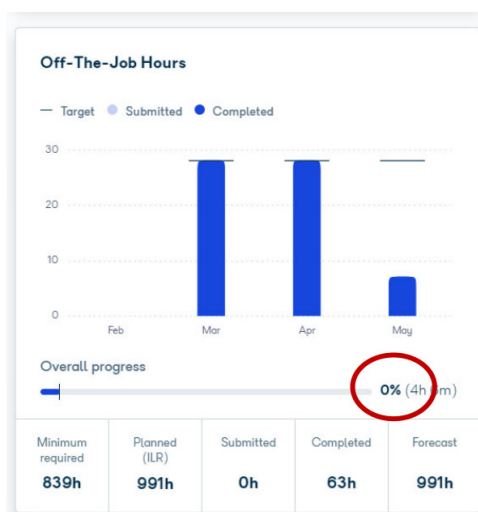 Off-The-Job Hours
Target Submitted Completed
30
20
10
0
Feb Mar Apr May
Overall progress
0% (4h m)
Minimum required Planned (ILR) Submitted Completed Forecast
839h 991h 0h 63h 991h